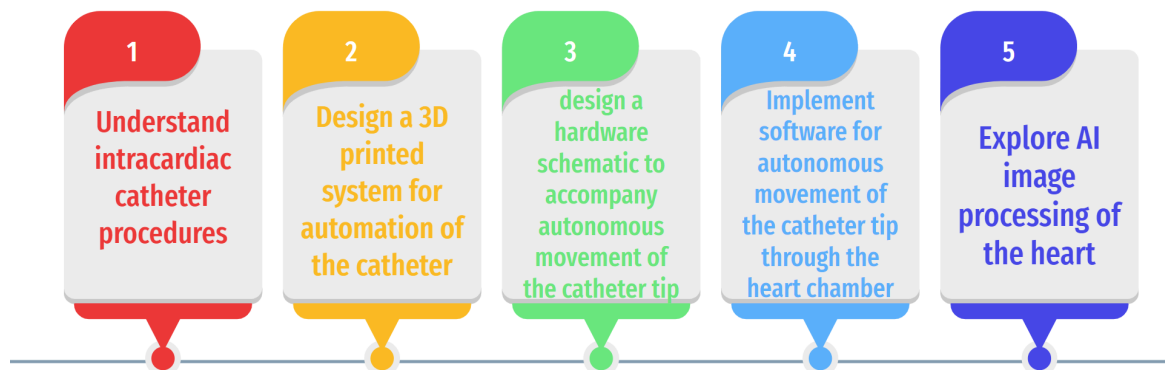 1
Understand
intracardiac
catheter
procedures
2
Design a 3D
printed
system for
automation of
the catheter
3
design a
hardware
schematic to
accompany
autonomous
movement of
the catheter tip
4
Implement
software for
autonomous
movement of
the catheter tip
through the
heart chamber
5
Explore AI
image
processing of
the heart